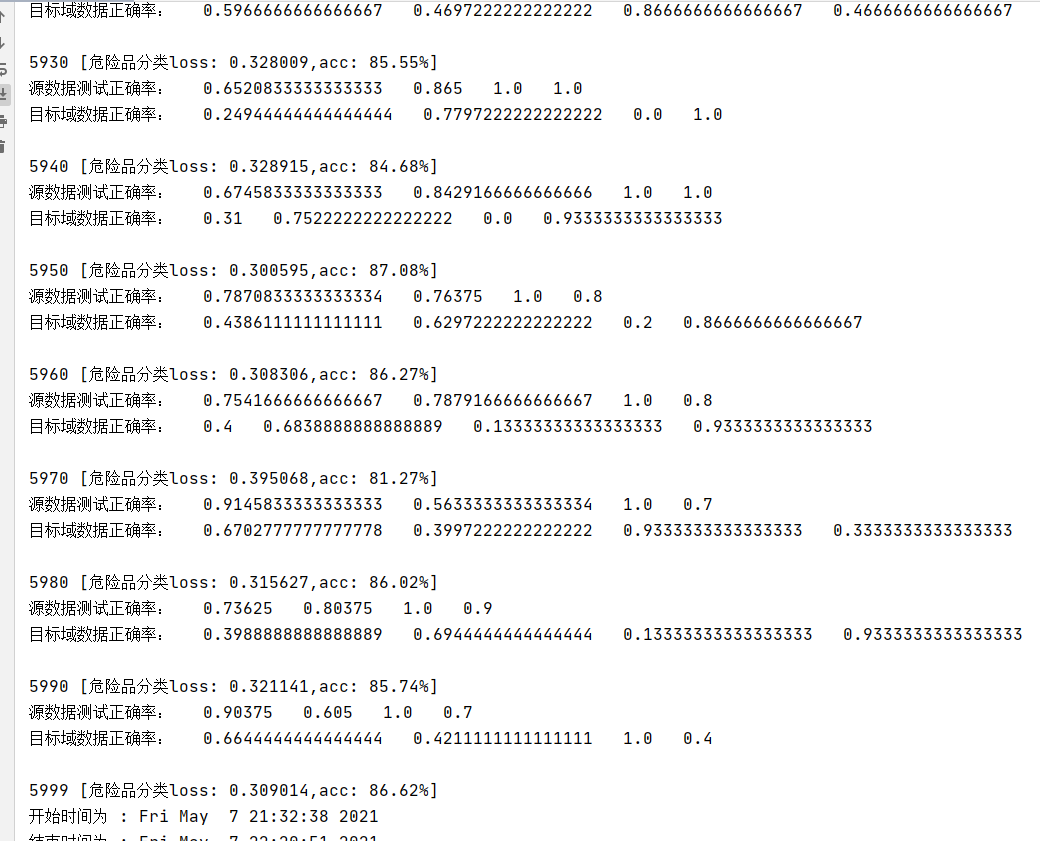 0.5966666666666667   0.4697222222222222   0.8666666666666667   0.4666666666666667
5930 [危险品分类loss: 0.328009,acc: 85.55%]
源数据测试正确率:   0.6520833333333333   0.865   1.0   1.0
目标域数据正确率:   0.24944444444444444   0.7797222222222222   0.0   1.0
5940 [危险品分类loss: 0.328915,acc: 84.68%]
源数据测试正确率:   0.6745833333333333   0.8429166666666666   1.0   1.0
目标域数据正确率:   0.31   0.7522222222222222   0.0   0.9333333333333333
5950 [危险品分类loss: 0.300595,acc: 87.08%]
源数据测试正确率:   0.7870833333333334   0.76375   1.0   0.8
目标域数据正确率:   0.4386111111111111   0.6297222222222222   0.2   0.8666666666666667
5960 [危险品分类loss: 0.308306,acc: 86.27%]
源数据测试正确率:   0.7541666666666667   0.7879166666666667   1.0   0.8
目标域数据正确率:   0.4   0.6838888888888889   0.13333333333333333   0.9333333333333333
5970 [危险品分类loss: 0.395068,acc: 81.27%]
源数据测试正确率:   0.9145833333333333   0.5633333333333334   1.0   0.7
目标域数据正确率:   0.6702777777777778   0.3997222222222222   0.9333333333333333   0.3333333333333333
5980 [危险品分类loss: 0.315627,acc: 86.02%]
源数据测试正确率:   0.73625   0.80375   1.0   0.9
目标域数据正确率:   0.3988888888888889   0.6944444444444444   0.13333333333333333   0.9333333333333333
5990 [危险品分类loss: 0.321141,acc: 85.74%]
源数据测试正确率:   0.90375   0.605   1.0   0.7
目标域数据正确率:   0.6644444444444444   0.4211111111111111   1.0   0.4
5999 [危险品分类loss: 0.309014,acc: 86.62%]
开始时间为 : Fri May  7 21:32:38 2021